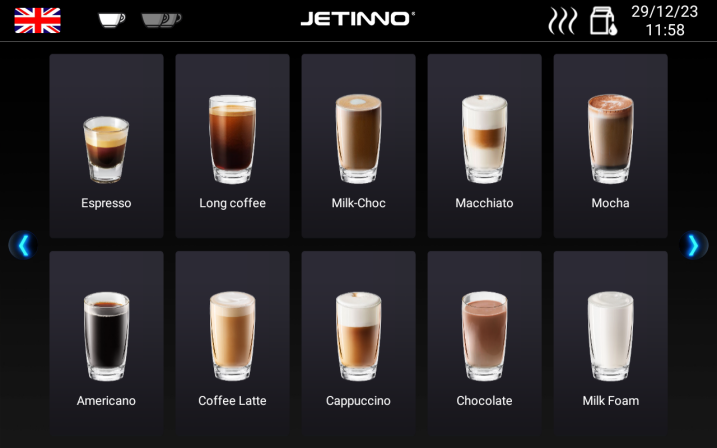 JETINNO®
29/12/23
11:58
Espresso
Long coffee
Milk-Choc
Macchiato
Mocha
Americano
Coffee Latte
Cappuccino
Chocolate
Milk Foam